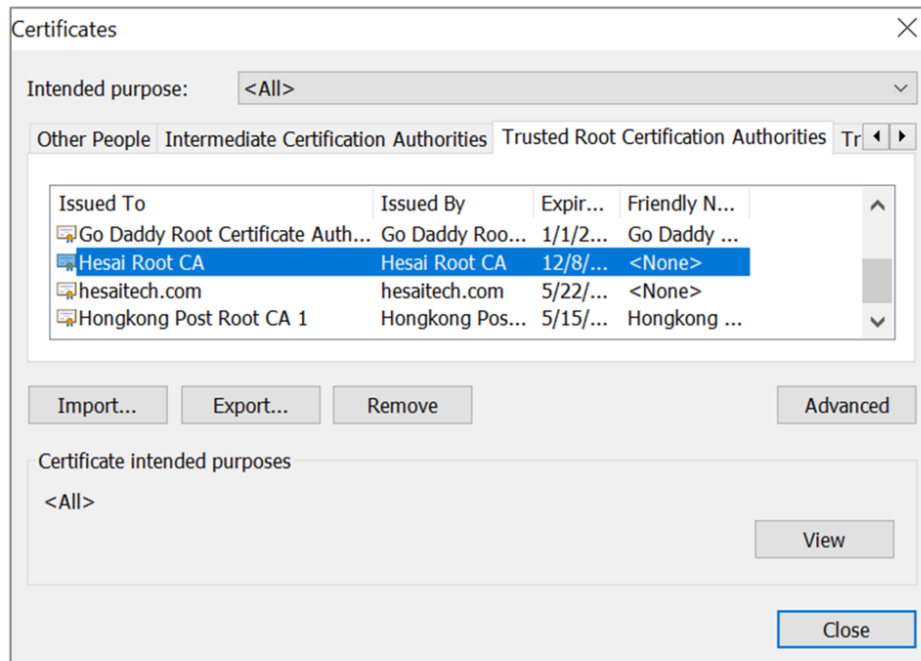 Certificates
Intended purpose: <All>
Other People Intermediate Certification Authorities Trusted Root Certification Authorities Tr
Issued To Issued By Expir... Friendly N...
Go Daddy Root Certificate Auth... Go Daddy Roo... 1/1/2... Go Daddy ...
Hesai Root CA Hesai Root CA 12/8/... <None>
hesaitech.com hesaitech.com 5/22/... <None>
Hongkong Post Root CA 1 Hongkong Pos... 5/15/... Hongkong ...
Import... Export... Remove Advanced
Certificate intended purposes
<All>
View
Close